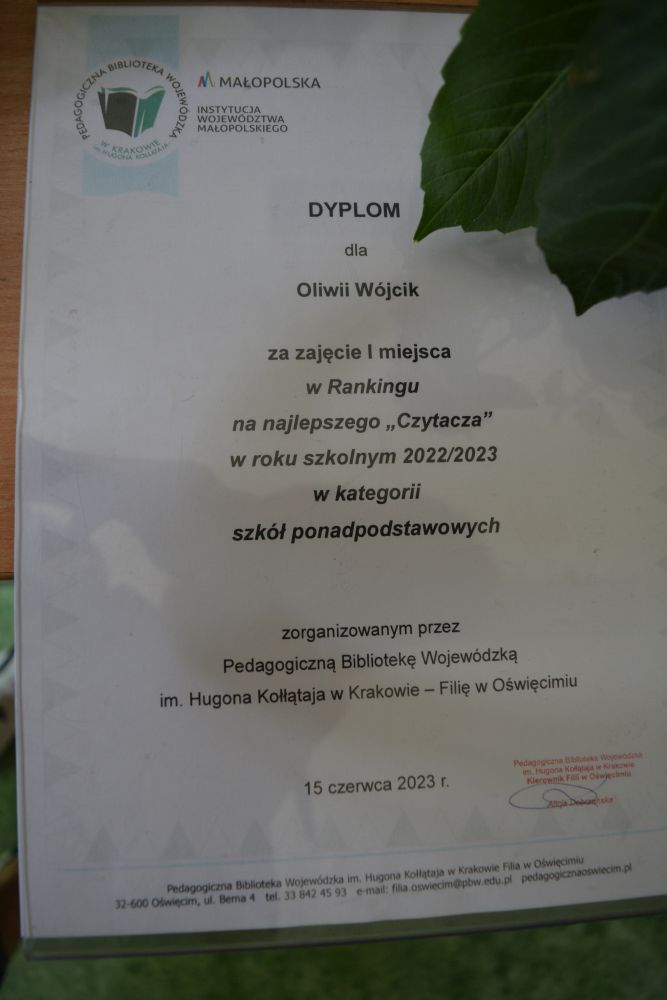 PEDAGOGICZNA BIBLIOTEKA WOJEWÓDZKA
W KRAKOWIE
im. HUGONA KOŁŁĄTAJA
MAŁOPOLSKA
INSTYTUCJA
WOJEWÓDZTWA
MAŁOPOLSKIEGO
DYPLOM
dla
Oliwii Wójcik
za zajęcie I miejsca
w Rankingu
na najlepszego „Czytacza”
w roku szkolnym 2022/2023
w kategorii
szkół ponadpodstawowych
zorganizowanym przez
Pedagogiczną Bibliotekę Wojewódzką
im. Hugona Kołłątaja w Krakowie – Filię w Oświęcimiu
15 czerwca 2023 r.
Pedagogiczna Biblioteka Wojewódzka
im. Hugona Kołłątaja w Krakowie
Kierownik Filii w Oświęcimiu
Alicja
Pedagogiczna Biblioteka Wojewódzka im. Hugona Kołłątaja w Krakowie Filia w Oświęcimiu
32-600 Oświęcim, ul. Bema 4 tel. 33 842 45 93 e-mail: filia.oswiecim@pbw.edu.pl pedagogicznaoswiecim.pl